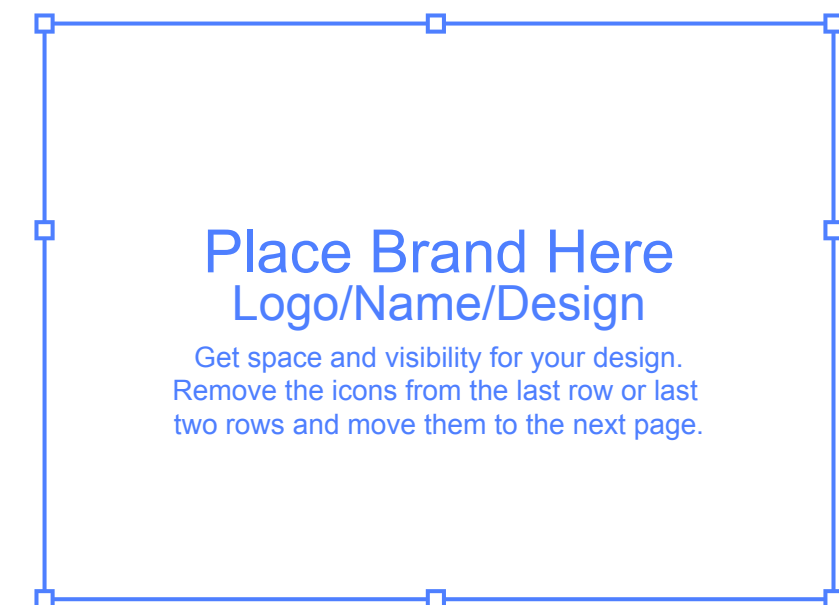 Place Brand Here
Logo/Name/Design
Get space and visibility for your design.
Remove the icons from the last row or last
two rows and move them to the next page.